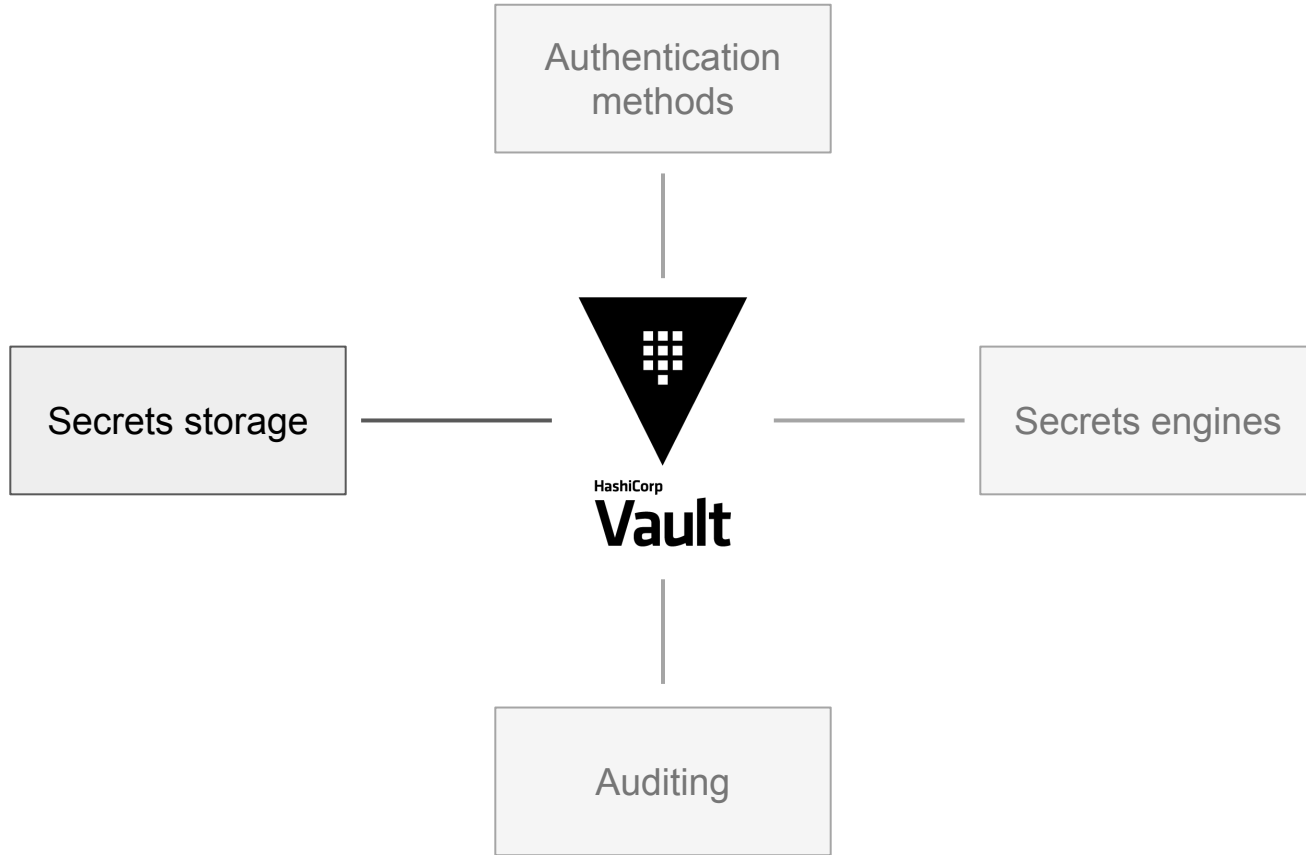 Authentication
methods
Secrets storage
Secrets engines
HashiCorp
Vault
Auditing